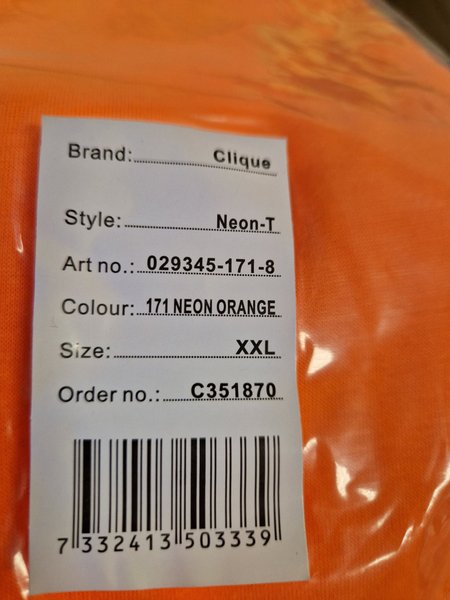 Brand: Clique
Style: Neon-T
Art no.: 029345-171-8
Colour: 171 NEON ORANGE
Size: XXL
Order no.: C351870
7 332413 503339